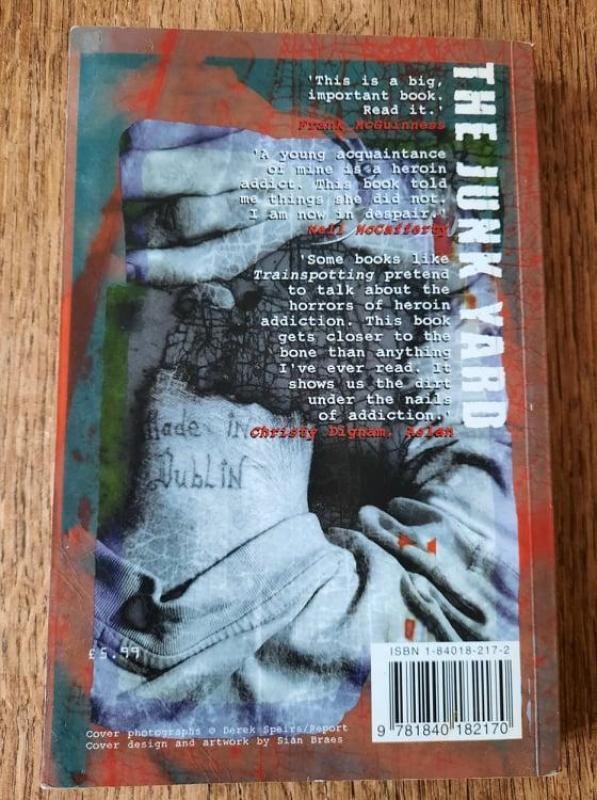 THE JUNK YARD
'This is a big,
important book.
Read it.'
Frank McGuinness
'A young acquaintance
of mine is a heroin
addict. This book told
me things she did not.
I am now in despair.'
Nell McCafferty
'Some books like
Trainspotting pretend
to talk about the
horrors of heroin
addiction. This book
gets closer to the
bone than anything
I've ever read. It
shows us the dirt
under the nails
of addiction.'
Christy Dignam, Aslan
Made in
DubLiN
£5.99
ISBN 1-84018-217-2
9 781840 182170
Cover photographs © Derek Speirs/Report
Cover design and artwork by Sián Braes